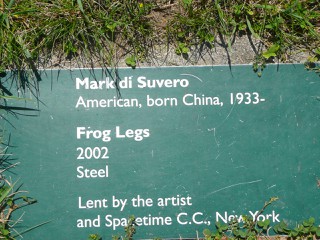 Mark di Suvero
American, born China, 1933-
Frog Legs
2002
Steel
Lent by the artist
and Spacetime C.C., New York